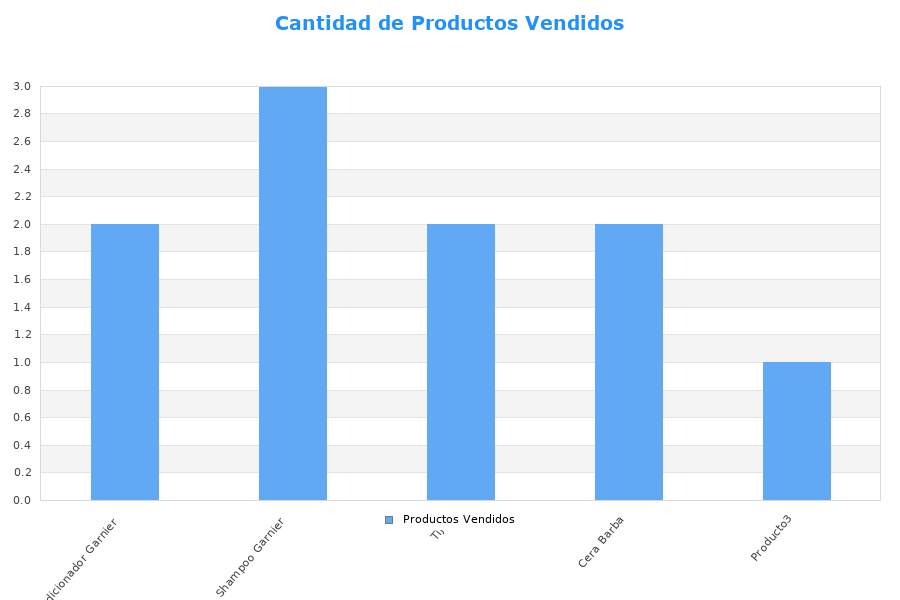 Cantidad de Productos Vendidos
3.0
2.8
2.6
2.4
2.2
2.0
1.8
1.6
1.4
1.2
1.0
0.8
0.6
0.4
0.2
0.0
dicionador Garnier
Shampoo Garnier
Cera Barba
Producto3
Productos Vendidos